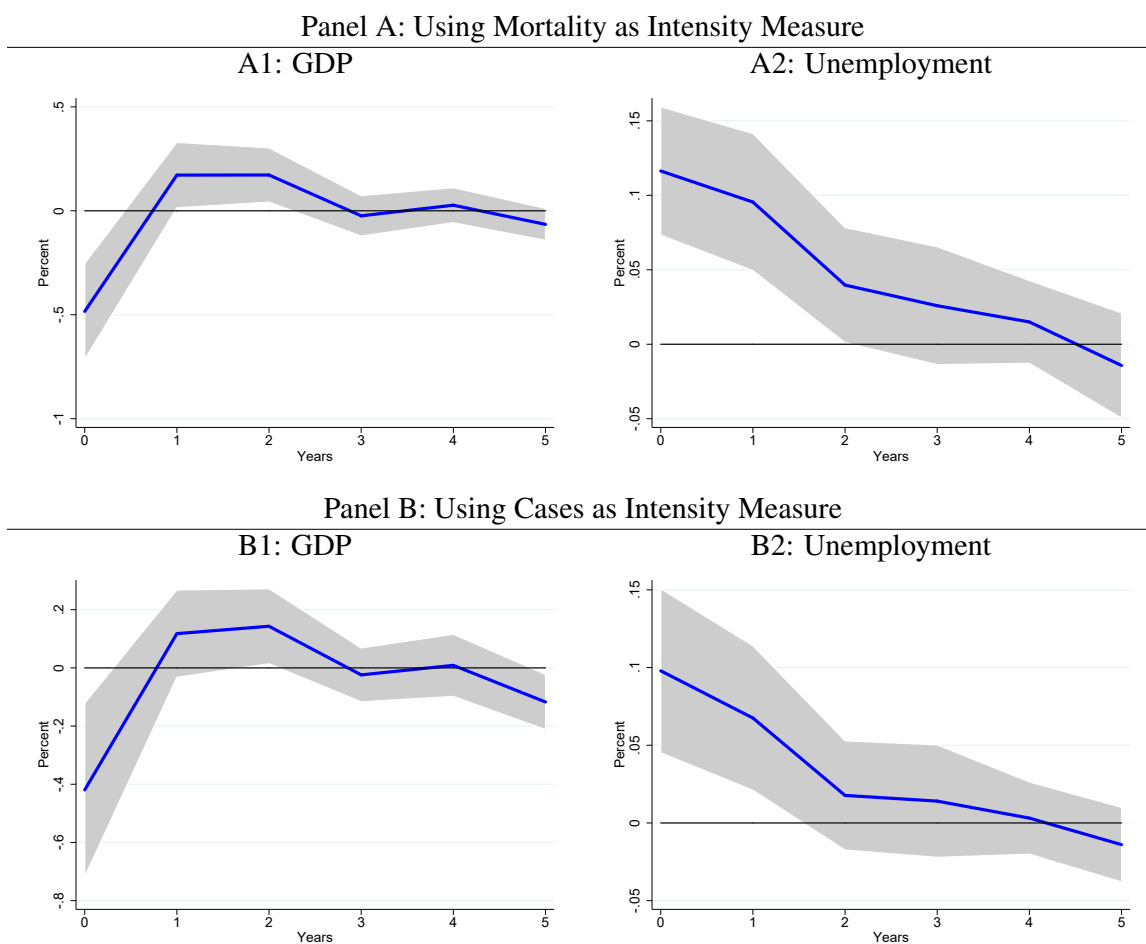 Panel A: Using Mortality as Intensity Measure
A1: GDP
A2: Unemployment
.5
0
-.5
-1
Percent
0 1 2 3 4 5
Years
.15
.1
.05
0
-.05
Percent
0 1 2 3 4 5
Years
Panel B: Using Cases as Intensity Measure
B1: GDP
B2: Unemployment
.2
0
-.2
-.4
-.6
-.8
Percent
0 1 2 3 4 5
Years
.15
.1
.05
0
-.05
Percent
0 1 2 3 4 5
Years